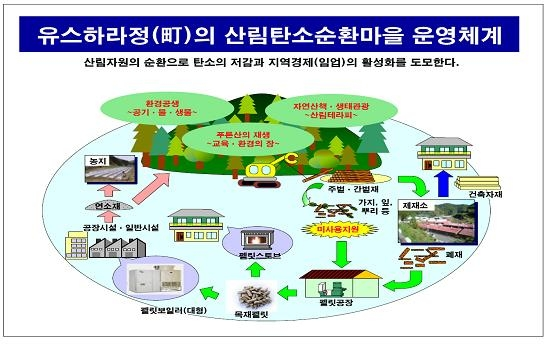 유스하라정(町)의 산림탄소순환마을 운영체계
산림자원의 순환으로 탄소의 저감과 지역경제(임업)의 활성화를 도모한다.
환경공생
~공기 · 물 · 생물~
자연산책 · 생태관광
~산림테라피~
푸른산의 재생
~교육 · 환경의 장~
농지
주벌 · 간벌재
건축자재
연소재
가지, 잎,
뿌리 등
제재소
공장시설 · 일반시설
미사용자원
폐재
펠릿스토브
펠릿보일러(대형)
목재펠릿
펠릿공장